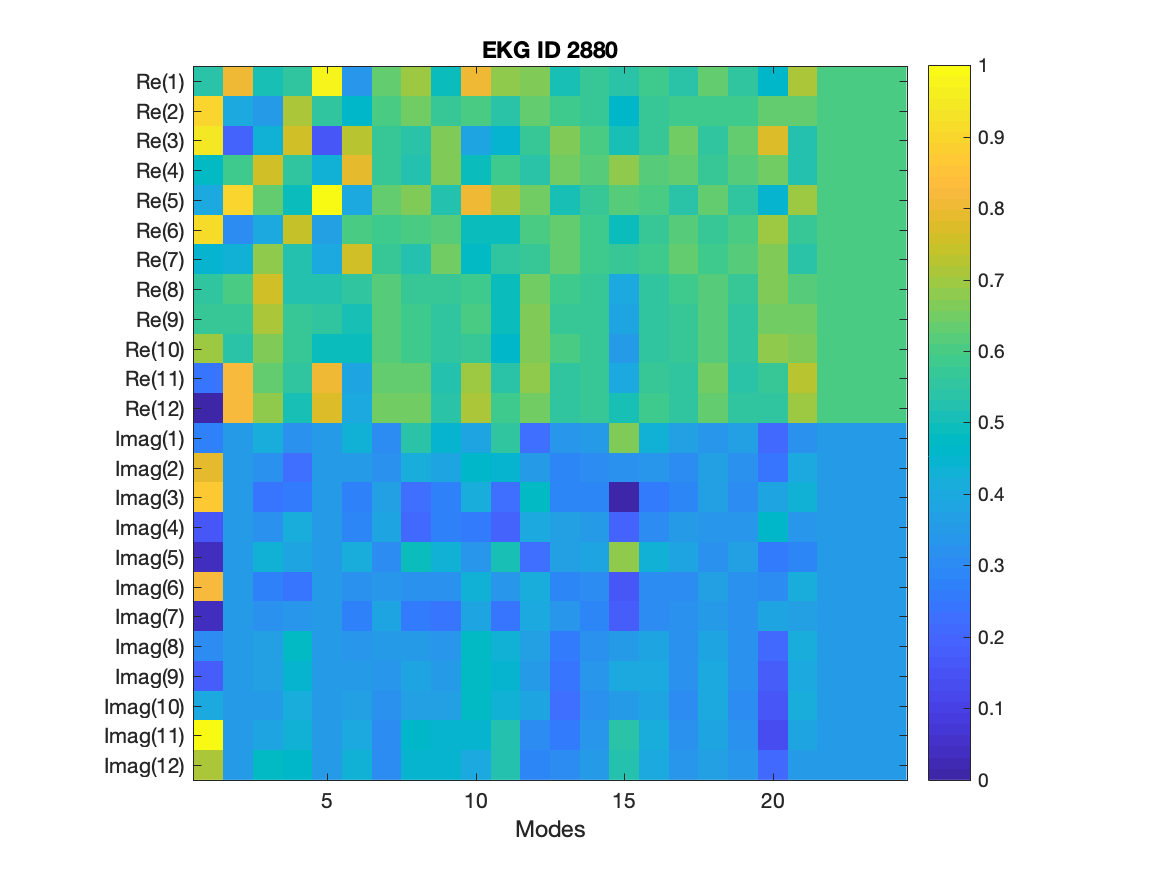 EKG ID 2880
Re(1)
Re(2)
Re(3)
Re(4)
Re(5)
Re(6)
Re(7)
Re(8)
Re(9)
Re(10)
Re(11)
Re(12)
Imag(1)
Imag(2)
Imag(3)
Imag(4)
Imag(5)
Imag(6)
Imag(7)
Imag(8)
Imag(9)
Imag(10)
Imag(11)
Imag(12)
5 10 15 20
Modes
1
0.9
0.8
0.7
0.6
0.5
0.4
0.3
0.2
0.1
0